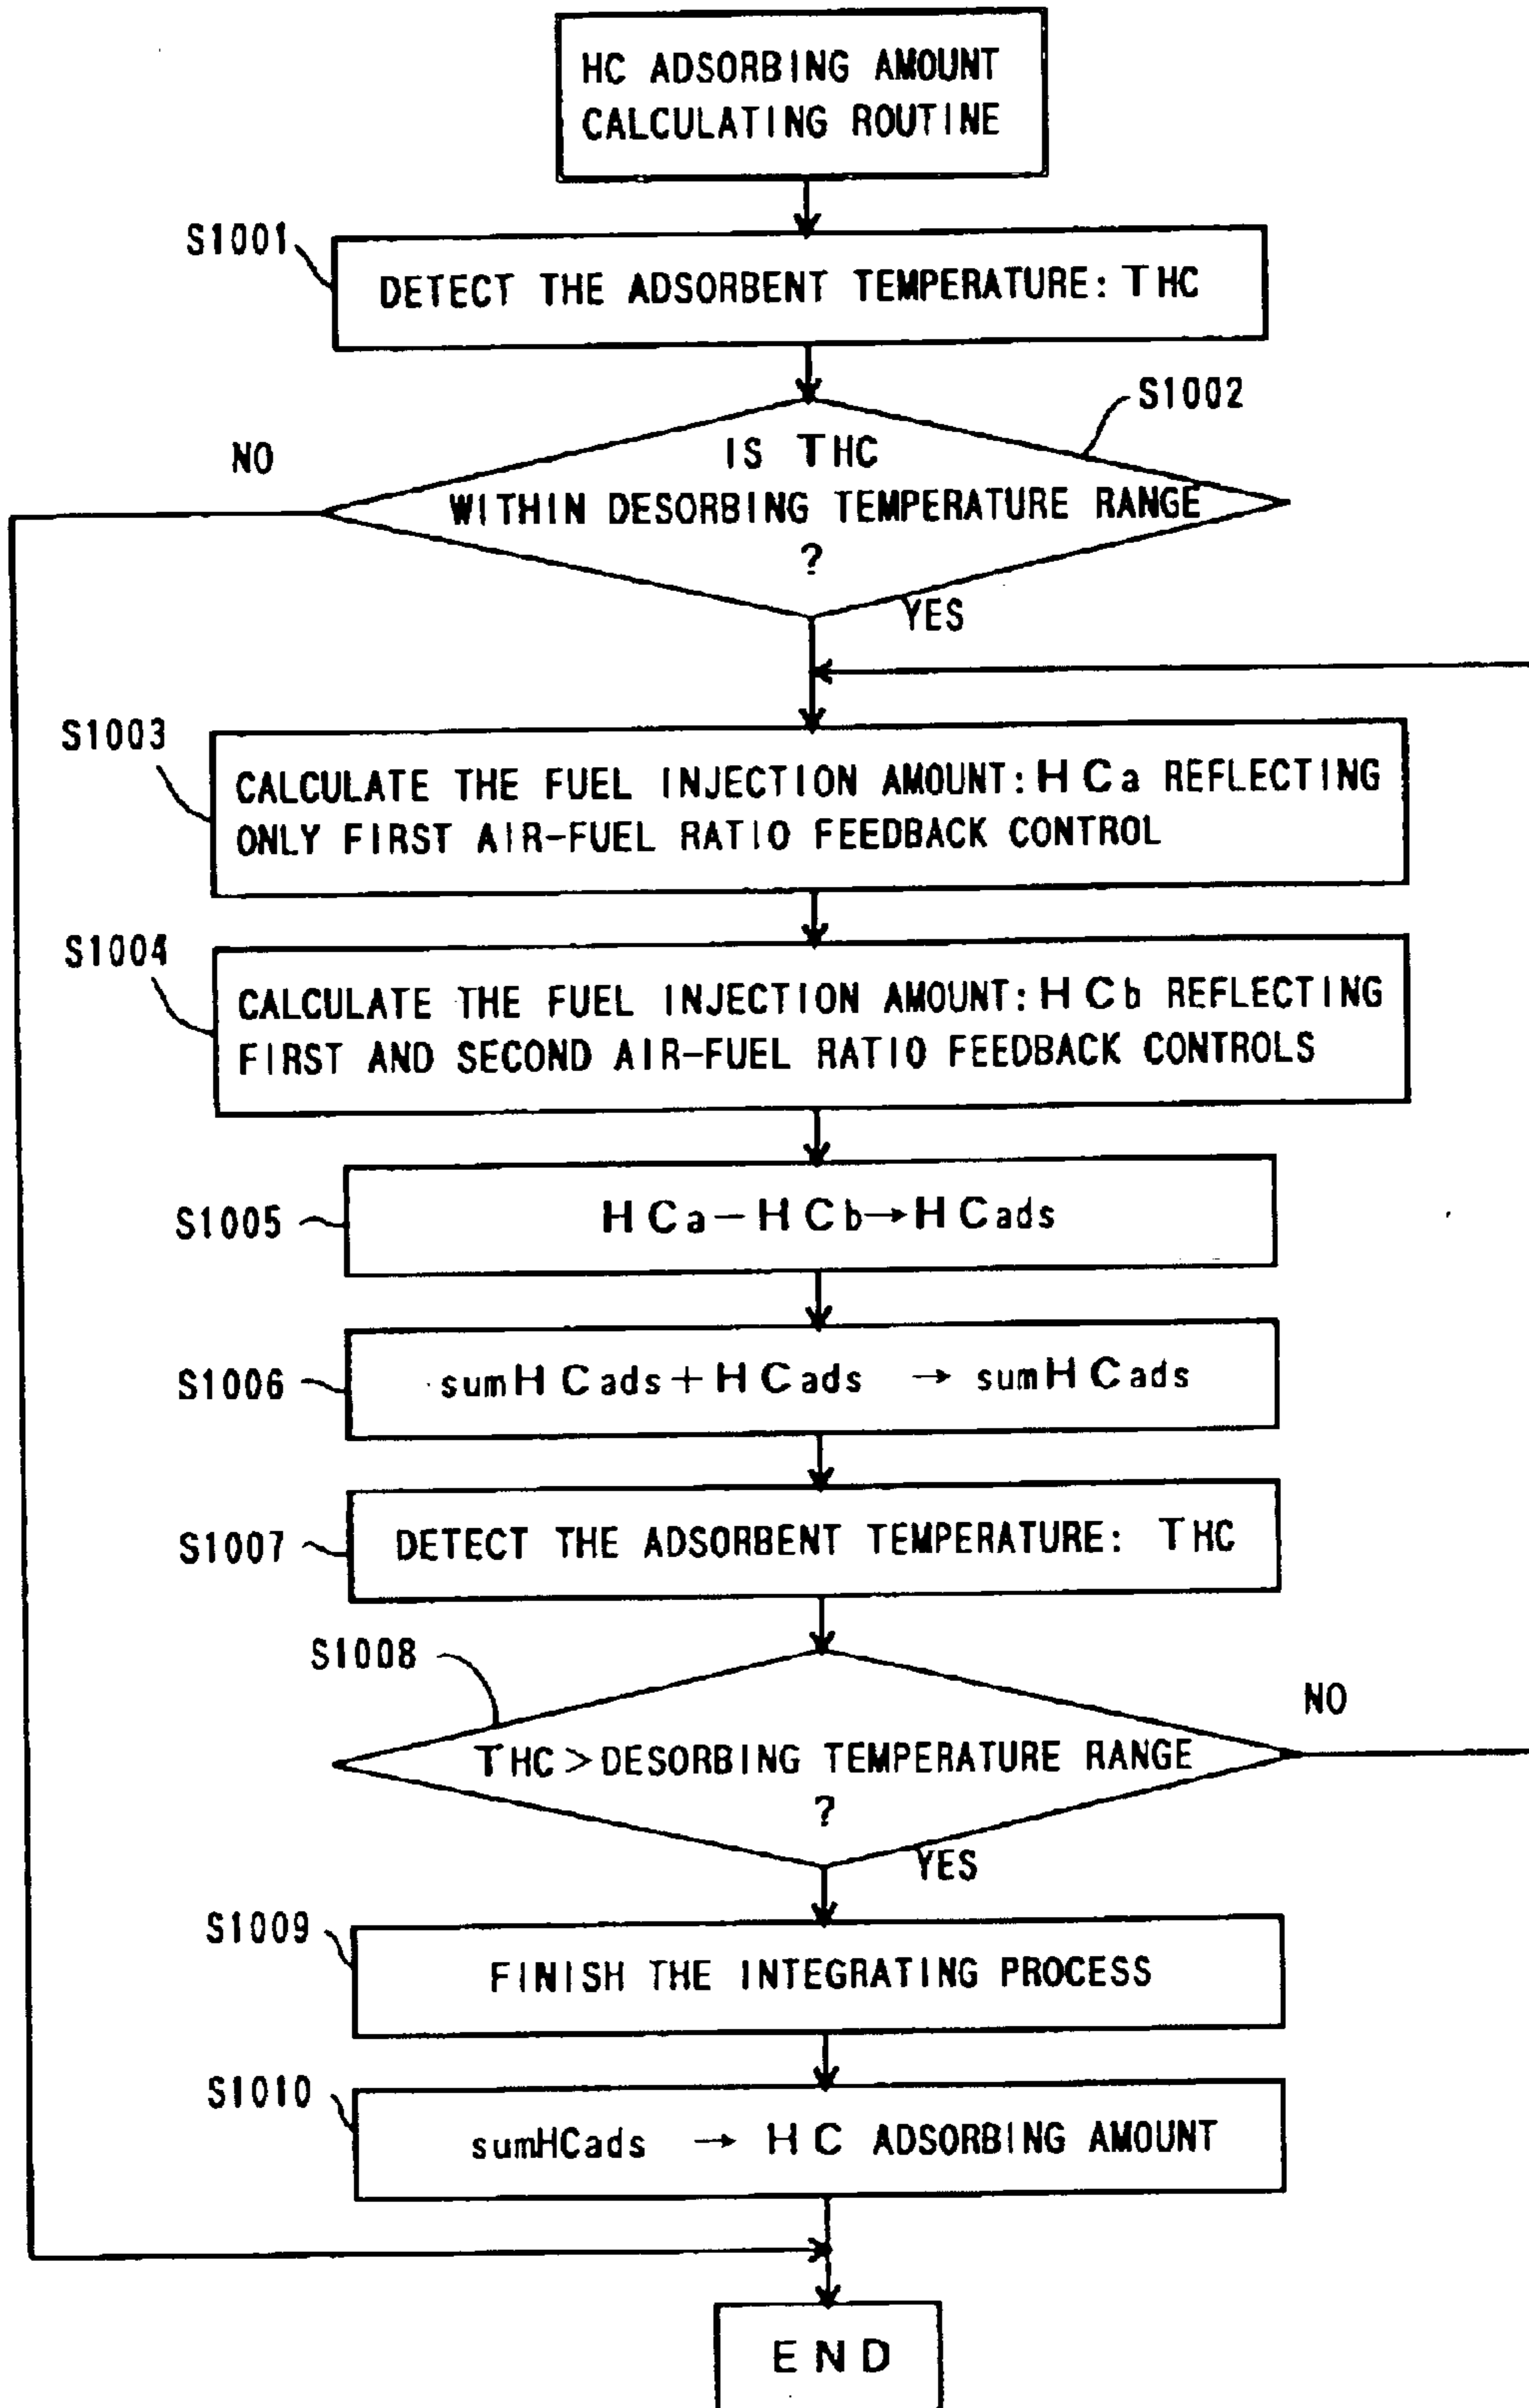 HC ADSORBING AMOUNT
CALCULATING ROUTINE
S1001
DETECT THE ADSORBENT TEMPERATURE: THC
S1002
NO
IS THC
WITHIN DESORBING TEMPERATURE RANGE
?
YES
S1003
CALCULATE THE FUEL INJECTION AMOUNT: HCa REFLECTING
ONLY FIRST AIR-FUEL RATIO FEEDBACK CONTROL
S1004
CALCULATE THE FUEL INJECTION AMOUNT: HCb REFLECTING
FIRST AND SECOND AIR-FUEL RATIO FEEDBACK CONTROLS
S1005
HCa-HCb→HCads
S1006
sumHCads+HCads → sumHCads
S1007
DETECT THE ADSORBENT TEMPERATURE: THC
S1008
NO
THC>DESORBING TEMPERATURE RANGE
?
YES
S1009
FINISH THE INTEGRATING PROCESS
S1010
sumHCads → HC ADSORBING AMOUNT
END